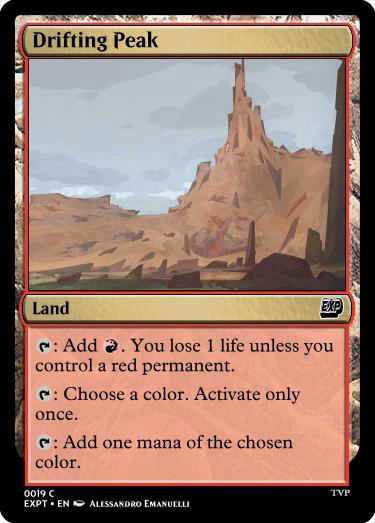 Drifting Peak
Land
EXP
: Add . You lose 1 life unless you
control a red permanent.
: Choose a color. Activate only
once.
: Add one mana of the chosen
color.
0019 C
EXPT • EN Alessandro Emanuelli
TVP